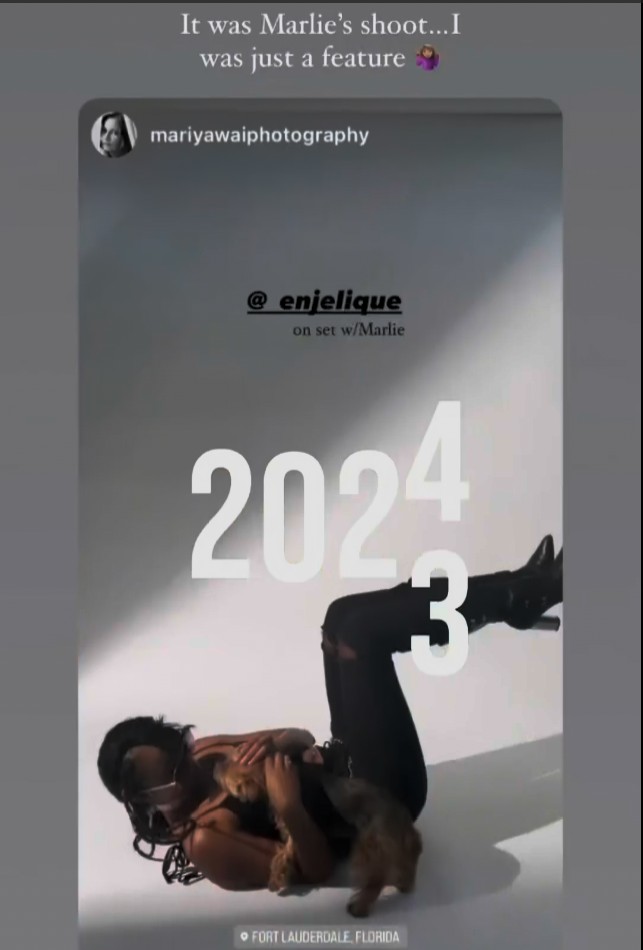 It was Marlie’s shoot...I
was just a feature 🤷🏽‍♀️
mariyawaiphotography
@_enjelique
on set w/Marlie
2024
3
FORT LAUDERDALE, FLORIDA